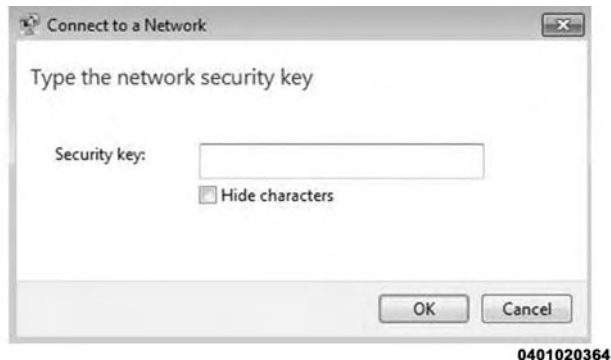 Connect to a Network
Type the network security key
Security key:
Hide characters
OK Cancel
0401020364